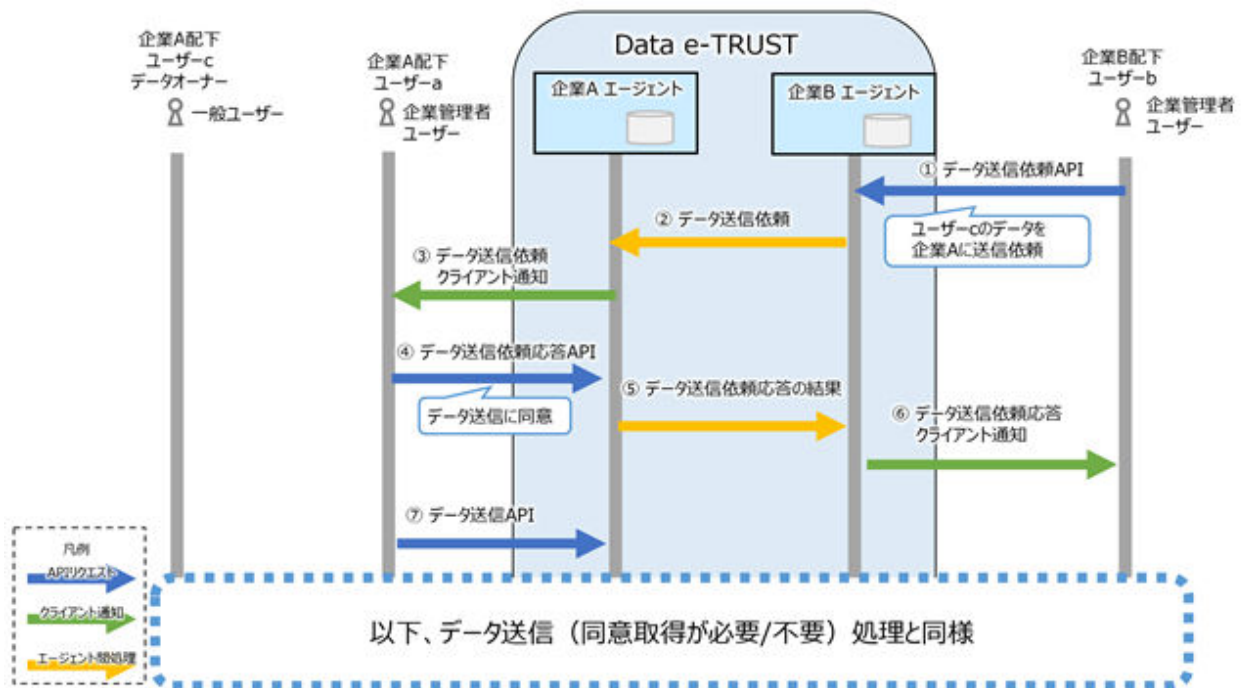 企業A配下
ユーザーc
データオーナー
一般ユーザー
企業A配下
ユーザーa
企業管理者
ユーザー
Data e-TRUST
企業A エージェント
企業B エージェント
企業B配下
ユーザーb
企業管理者
ユーザー
① データ送信依頼API
ユーザーcのデータを
企業Aに送信依頼
② データ送信依頼
③ データ送信依頼
クライアント通知
④ データ送信依頼応答API
データ送信に同意
⑤ データ送信依頼応答の結果
⑥ データ送信依頼応答
クライアント通知
⑦ データ送信API
凡例
APIリクエスト
クライアント通知
エージェント間処理
以下、データ送信（同意取得が必要/不要）処理と同様